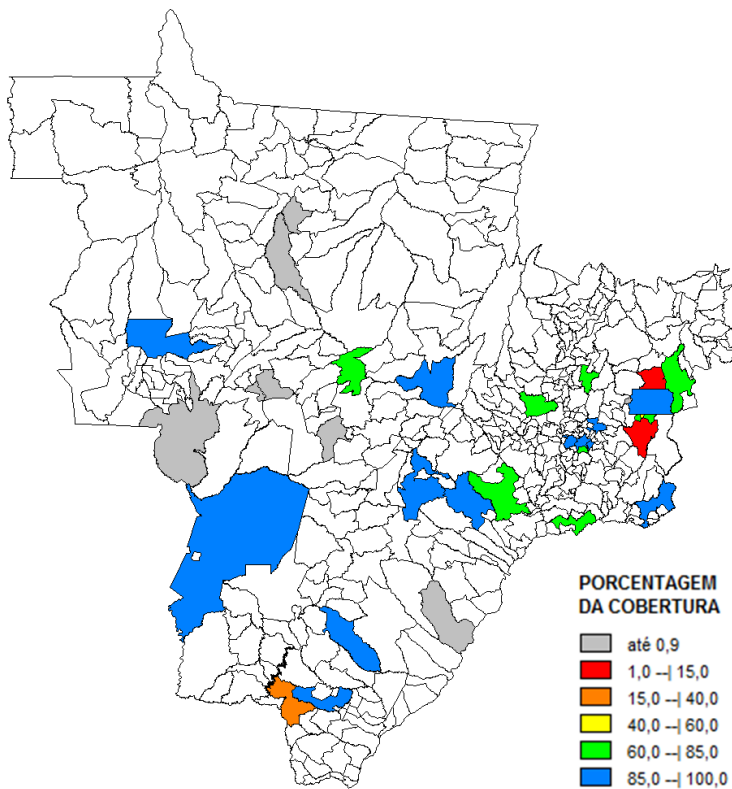 PORCENTAGEM
DA COBERTURA
até 0,9
1,0 --| 15,0
15,0 --| 40,0
40,0 --| 60,0
60,0 --| 85,0
85,0 --| 100,0